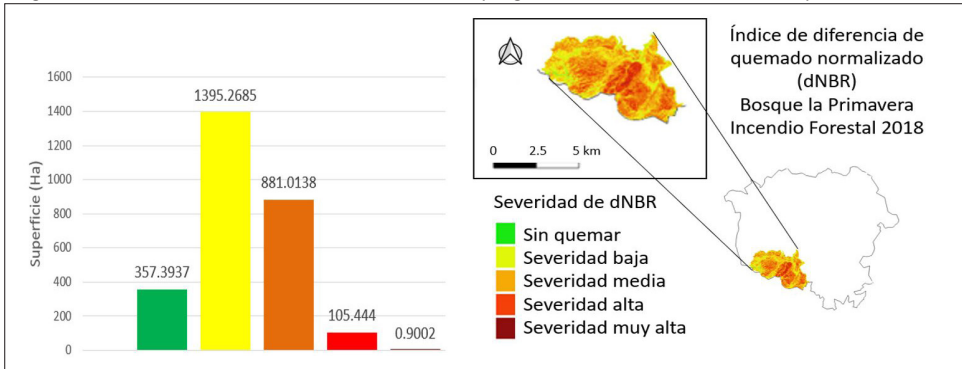 Superficie (Ha)
1600
1400
1200
1000
800
600
400
200
0
357.3937
1395.2685
881.0138
105.444
0.9002
0 2.5 5 km
Índice de diferencia de
quemado normalizado
(dNBR)
Bosque la Primavera
Incendio Forestal 2018
Severidad de dNBR
Sin quemar
Severidad baja
Severidad media
Severidad alta
Severidad muy alta